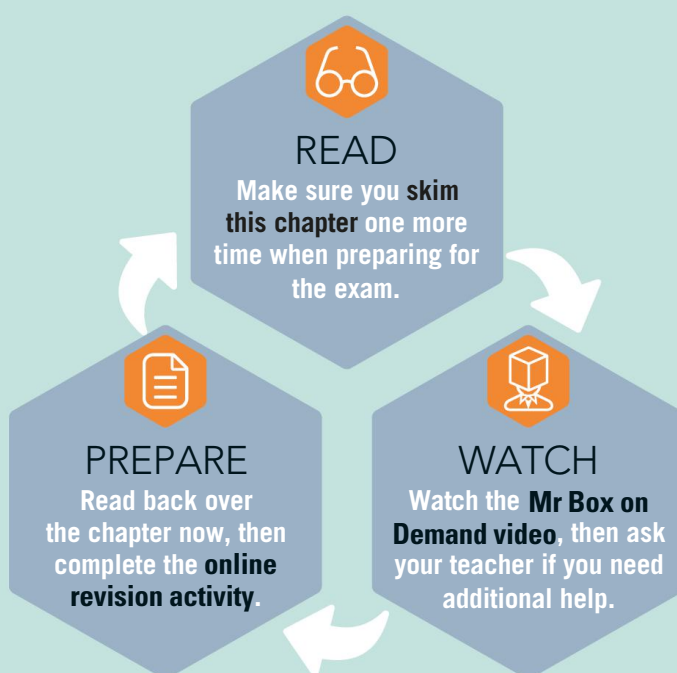 READ
Make sure you skim
this chapter one more
time when preparing for
the exam.
PREPARE
Read back over
the chapter now, then
complete the online
revision activity.
WATCH
Watch the Mr Box on
Demand video, then ask
your teacher if you need
additional help.